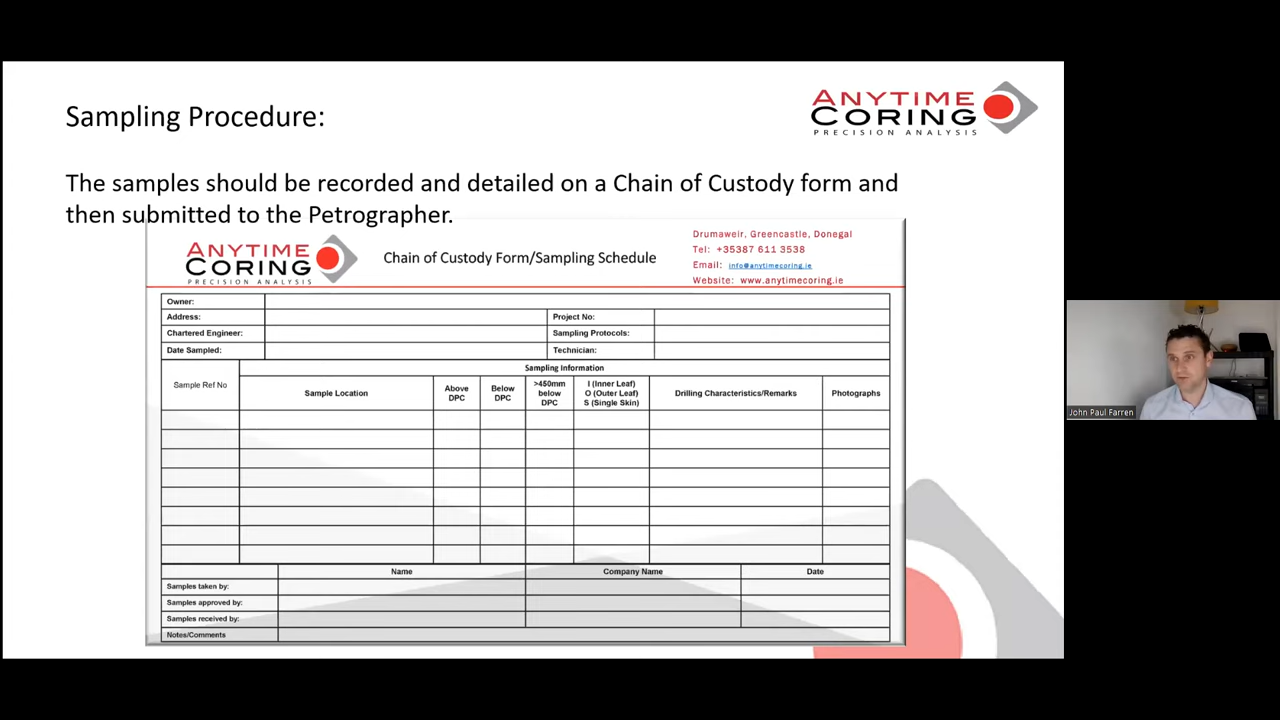 Sampling Procedure:
ANYTIME
CORING
PRECISION ANALYSIS
The samples should be recorded and detailed on a Chain of Custody form and
then submitted to the Petrographer.
ANYTIME
CORING
PRECISION ANALYSIS
Chain of Custody Form/Sampling Schedule
Drumaweir, Greencastle, Donegal
Tel: +35387 611 3538
Email: info@anytimecoring.ie
Website: www.anytimecoring.ie
Owner:
Address: Project No:
Chartered Engineer: Sampling Protocols:
Date Sampled: Technician:
Sampling Information
Sample Ref No
Sample Location
Above
DPC
Below
DPC
>450mm
below
DPC
I (Inner Leaf)
O (Outer Leaf)
S (Single Skin)
Drilling Characteristics/Remarks
Photographs
Name Company Name Date
Samples taken by:
Samples approved by:
Samples received by:
Notes/Comments
John Paul Farren